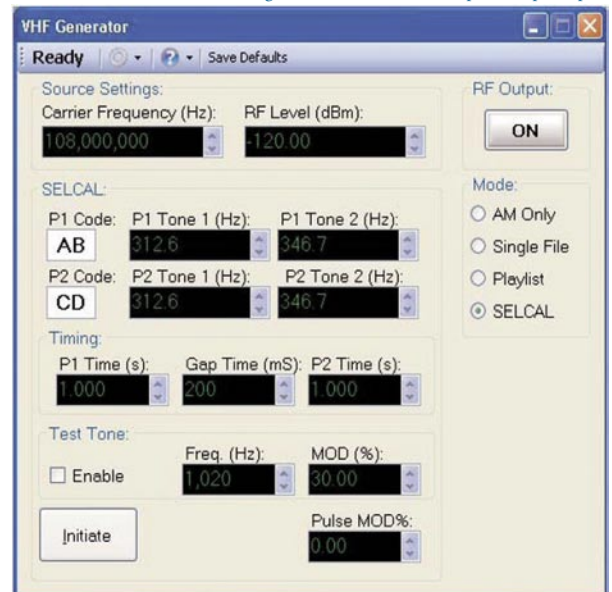 VHF Generator
Ready Save Defaults
Source Settings:
Carrier Frequency (Hz): RF Level (dBm):
108,000,000 -120.00
RF Output:
ON
SELCAL:
P1 Code: P1 Tone 1 (Hz): P1 Tone 2 (Hz):
AB 312.6 346.7
P2 Code: P2 Tone 1 (Hz): P2 Tone 2 (Hz):
CD 312.6 346.7
Mode:
AM Only
Single File
Playlist
SELCAL
Timing:
P1 Time (s): Gap Time (mS): P2 Time (s):
1.000 200 1.000
Test Tone:
Freq. (Hz): MOD (%):
Enable 1,020 30.00
Initiate
Pulse MOD%:
0.00